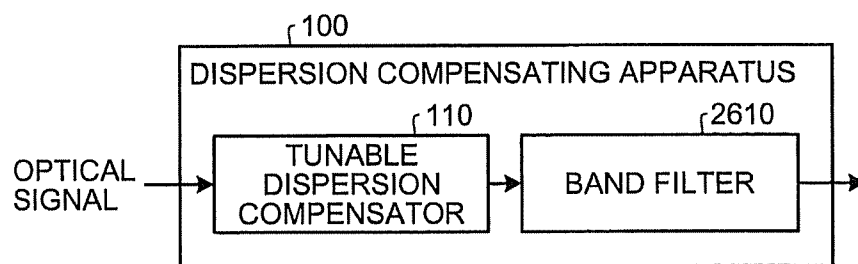 100
DISPERSION COMPENSATING APPARATUS
110
2610
OPTICAL
SIGNAL
TUNABLE
DISPERSION
COMPENSATOR
BAND FILTER